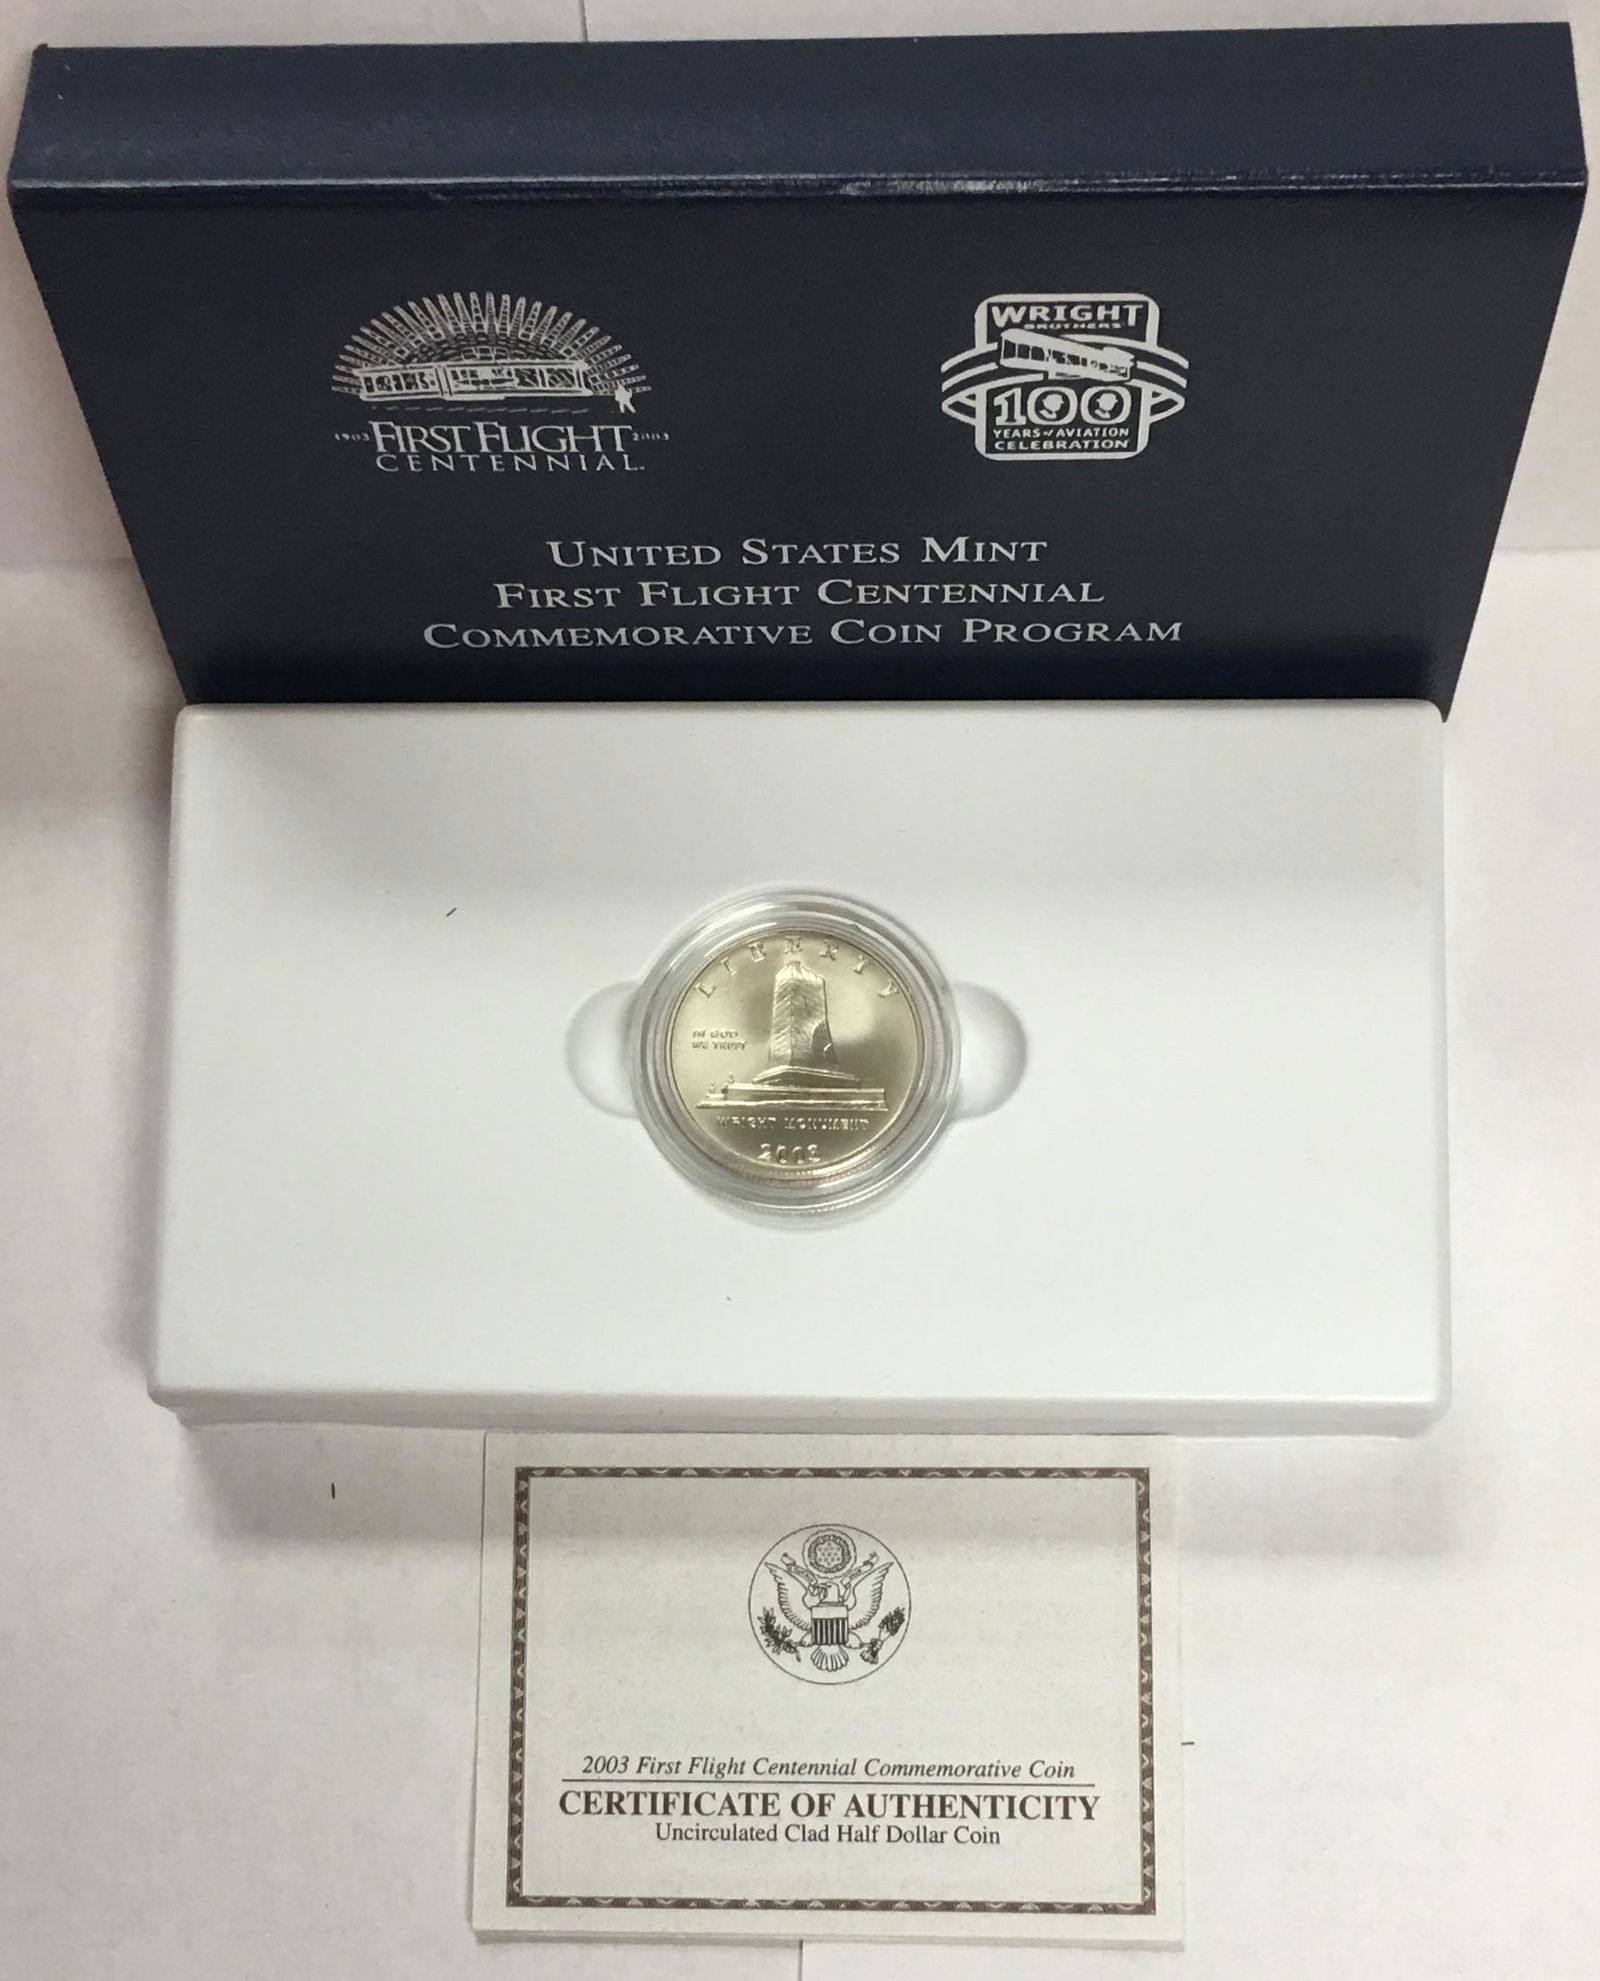 1903 FIRST FLIGHT 2003
CENTENNIAL
WRIGHT
BROTHERS
100
YEARS of AVIATION
CELEBRATION
UNITED STATES MINT
FIRST FLIGHT CENTENNIAL
COMMEMORATIVE COIN PROGRAM
LIBERTY
IN GOD
WE TRUST
WRIGHT MONUMENT
2003
2003 First Flight Centennial Commemorative Coin
CERTIFICATE OF AUTHENTICITY
Uncirculated Clad Half Dollar Coin